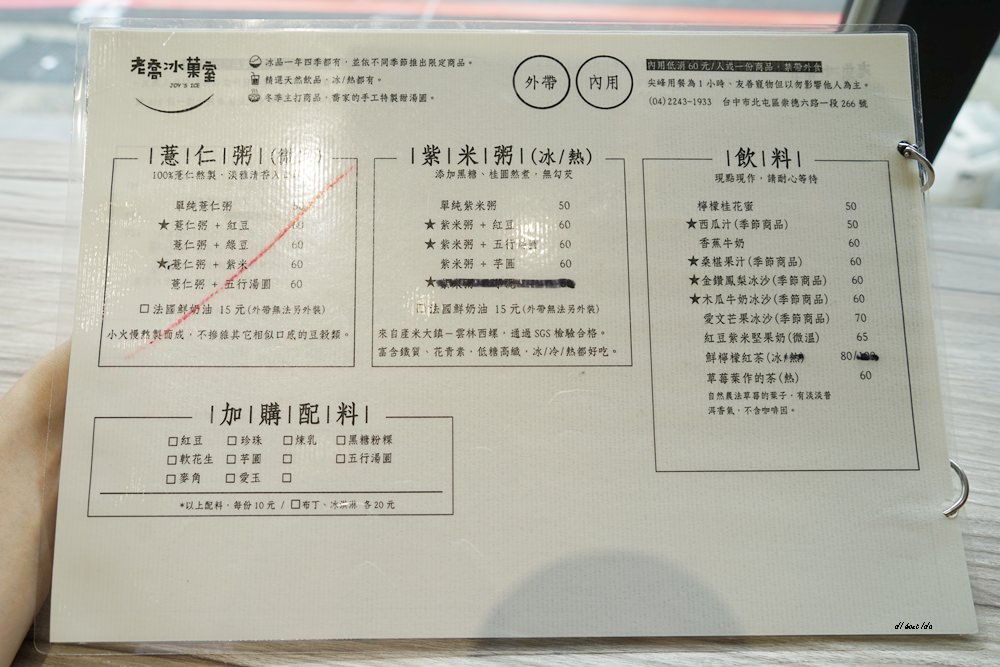 老喬冰菓室
JOY'S ICE
冰品一年四季都有，並依不同季節推出限定商品。
精選天然飲品，冰/熱都有。
冬季主打商品，喬家的手工特製甜湯圓。
外帶
內用
內用低消60元/人或一份商品，禁帶外食
尖峰用餐為1小時、友善寵物但以勿影響他人為主。
(04)2243-1933 台中市北屯區崇德六路一段266號
薏仁粥
100%薏仁熬製，淡雅清香入
單純薏仁粥 50
★薏仁粥 + 紅豆 60
薏仁粥 + 綠豆 60
★薏仁粥 + 紫米 60
薏仁粥 + 五行湯圓 60
□法國鮮奶油 15元(外帶無法另外裝)
小火慢熬製而成，不摻雜其它相似口感的豆穀類。
紫米粥(冰/熱)
添加黑糖、桂圓熬煮，無勾芡
單純紫米粥 50
★紫米粥 + 紅豆 60
★紫米粥 + 五行 60
紫米粥 + 芋圓 60
★
□法國鮮奶油 15元(外帶無法另外裝)
來自產米大鎮－雲林西螺，通過SGS檢驗合格。
富含鐵質、花青素，低糖高纖，冰/冷/熱都好吃。
飲料
現點現作，請耐心等待
檸檬桂花蜜 50
★西瓜汁(季節商品) 50
香蕉牛奶 60
★桑椹果汁(季節商品) 60
★金鑽鳳梨冰沙(季節商品) 60
★木瓜牛奶冰沙(季節商品) 60
愛文芒果冰沙(季節商品) 70
紅豆紫米堅果奶(微溫) 65
鮮檸檬紅茶(冰/熱) 80/
草莓葉作的茶(熱) 60
自然農法草莓的葉子，有淡淡普
洱香氣，不含咖啡因。
加購配料
□紅豆 □珍珠 □煉乳 □黑糖粉粿
□軟花生 □芋圓 □ □五行湯圓
□麥角 □愛玉 □
*以上配料，每份10元 / □布丁、冰淇淋 各20元